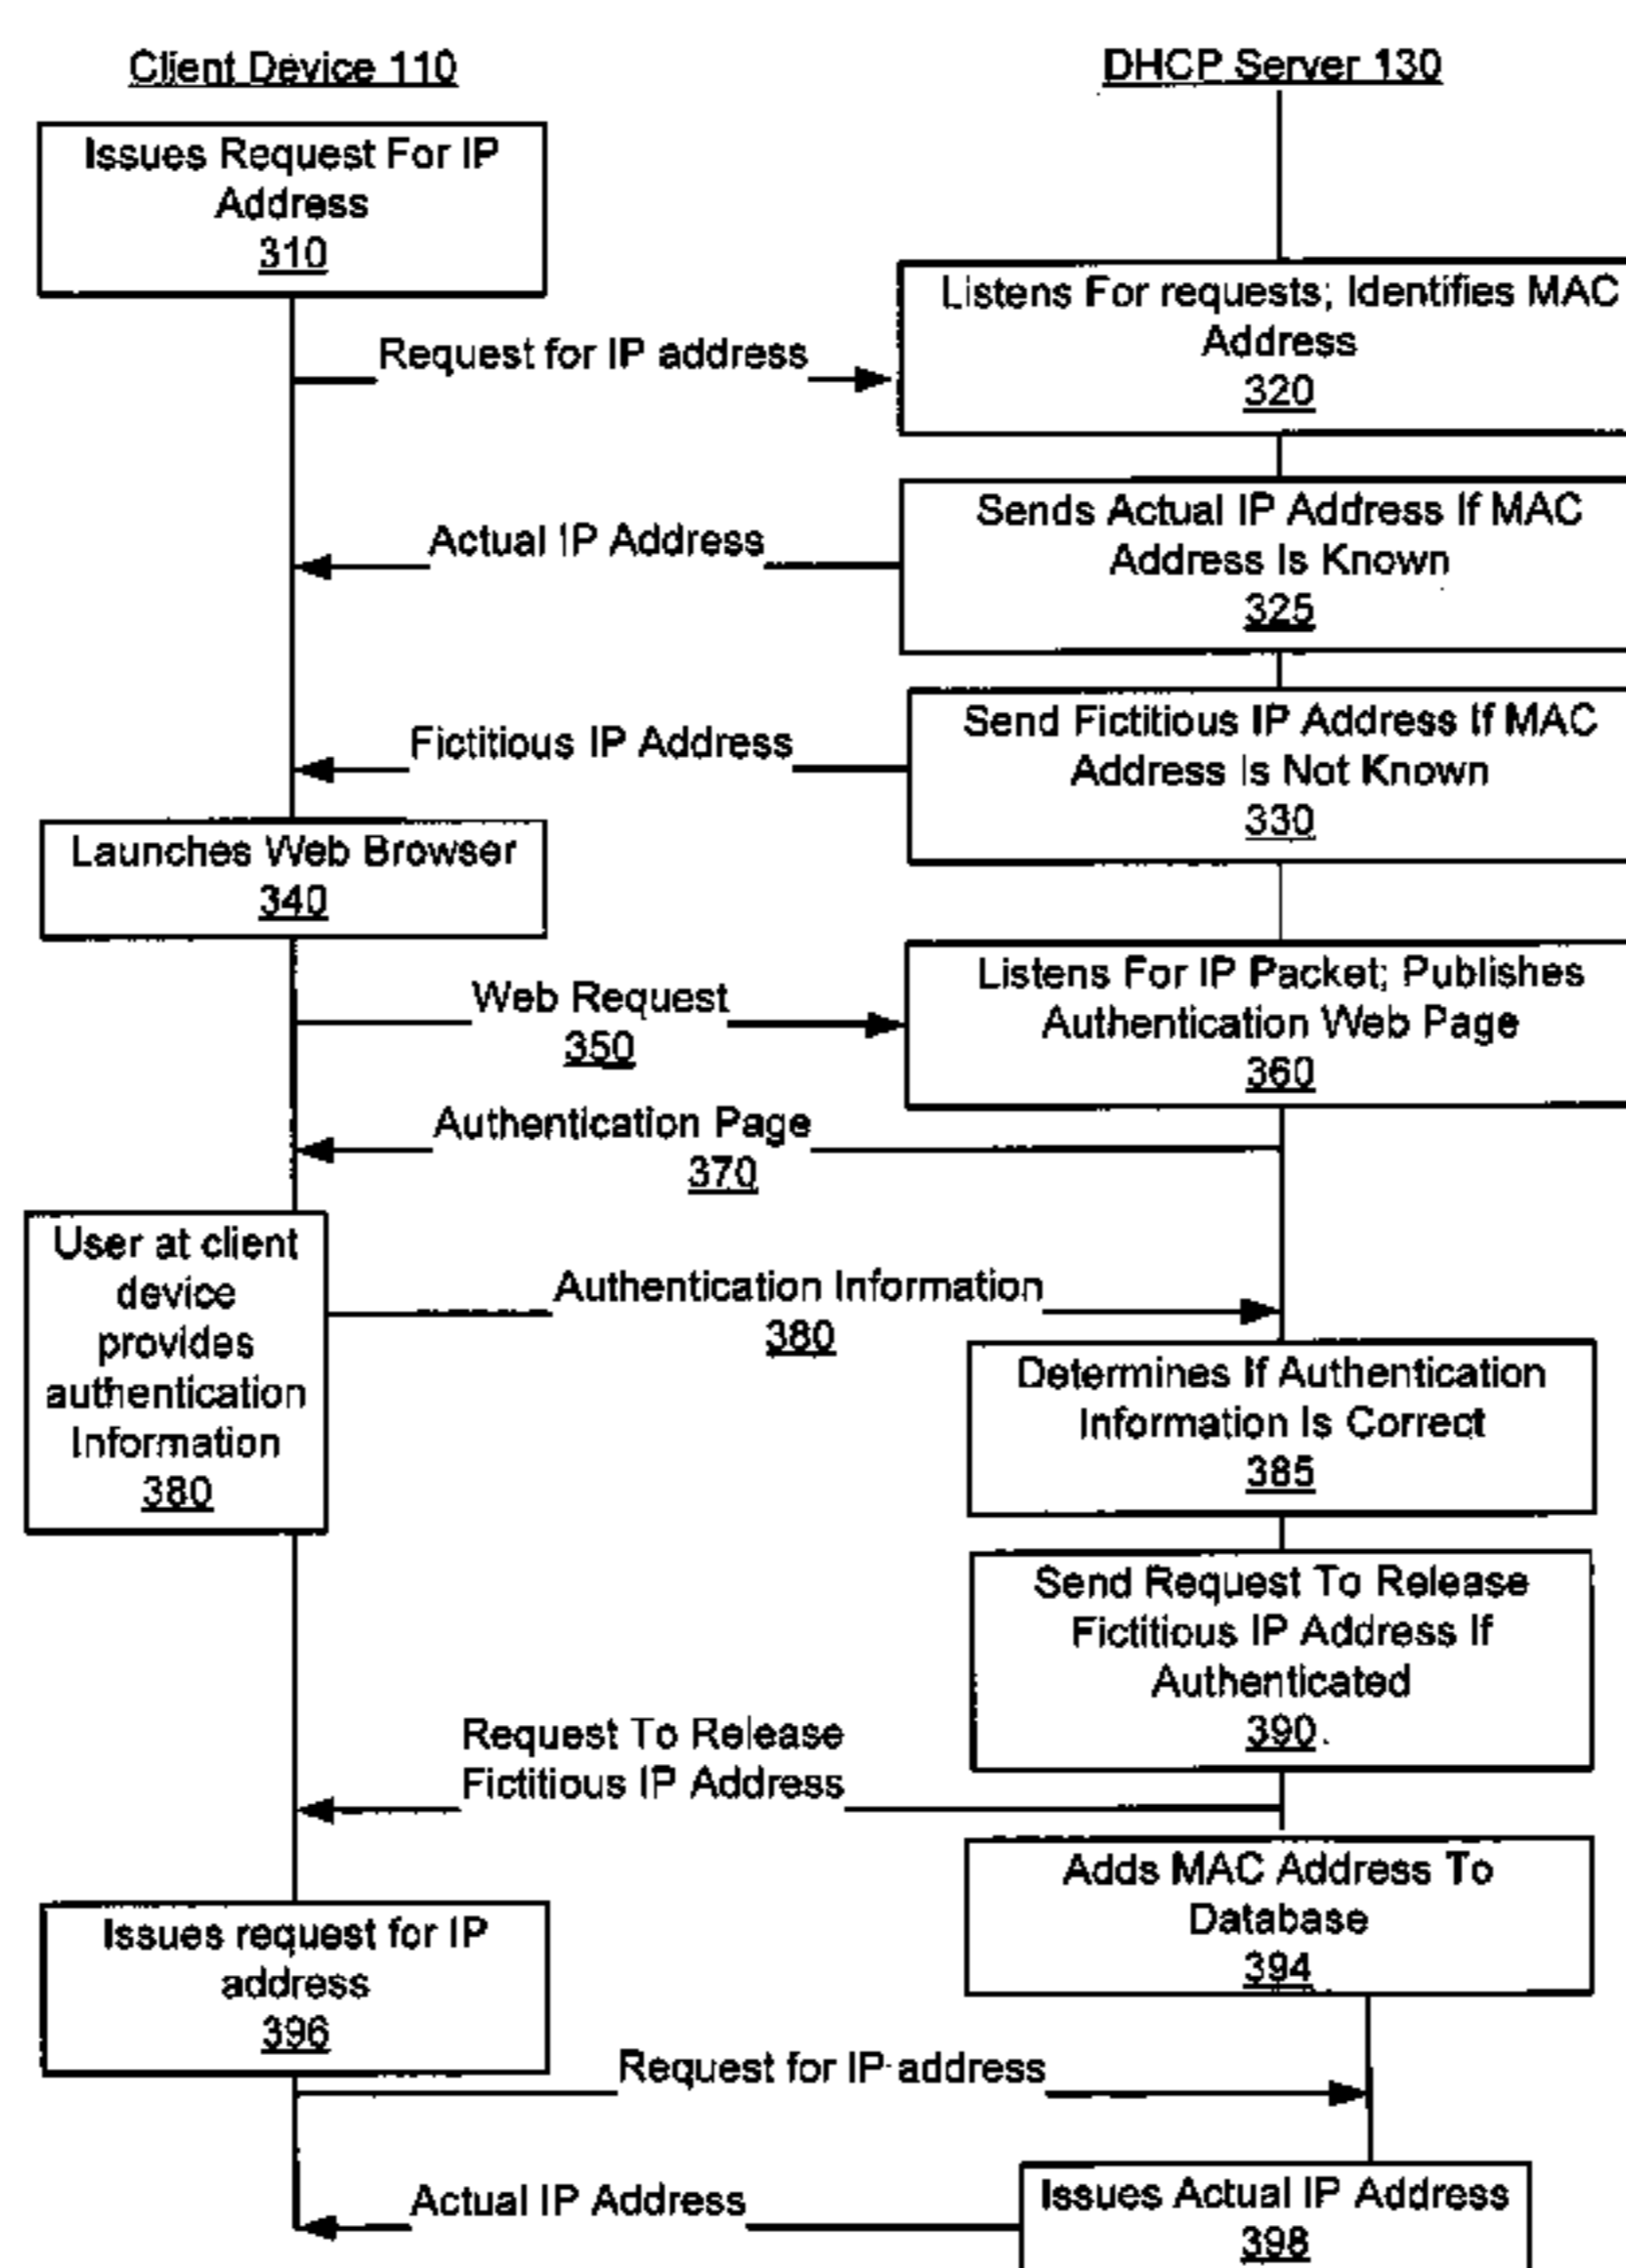 Client Device 110
DHCP Server 130
Issues Request For IP
Address
310
Listens For requests; Identifies MAC
Address
320
Request for IP address
Sends Actual IP Address If MAC
Address Is Known
325
Actual IP Address
Send Fictitious IP Address If MAC
Address Is Not Known
330
Fictitious IP Address
Launches Web Browser
340
Listens For IP Packet; Publishes
Authentication Web Page
360
Web Request
350
Authentication Page
370
User at client
device
provides
authentication
Information
380
Authentication Information
380
Determines If Authentication
Information Is Correct
385
Send Request To Release
Fictitious IP Address If
Authenticated
390.
Request To Release
Fictitious IP Address
Adds MAC Address To
Database
394
Issues request for IP
address
396
Request for IP address
Issues Actual IP Address
398
Actual IP Address